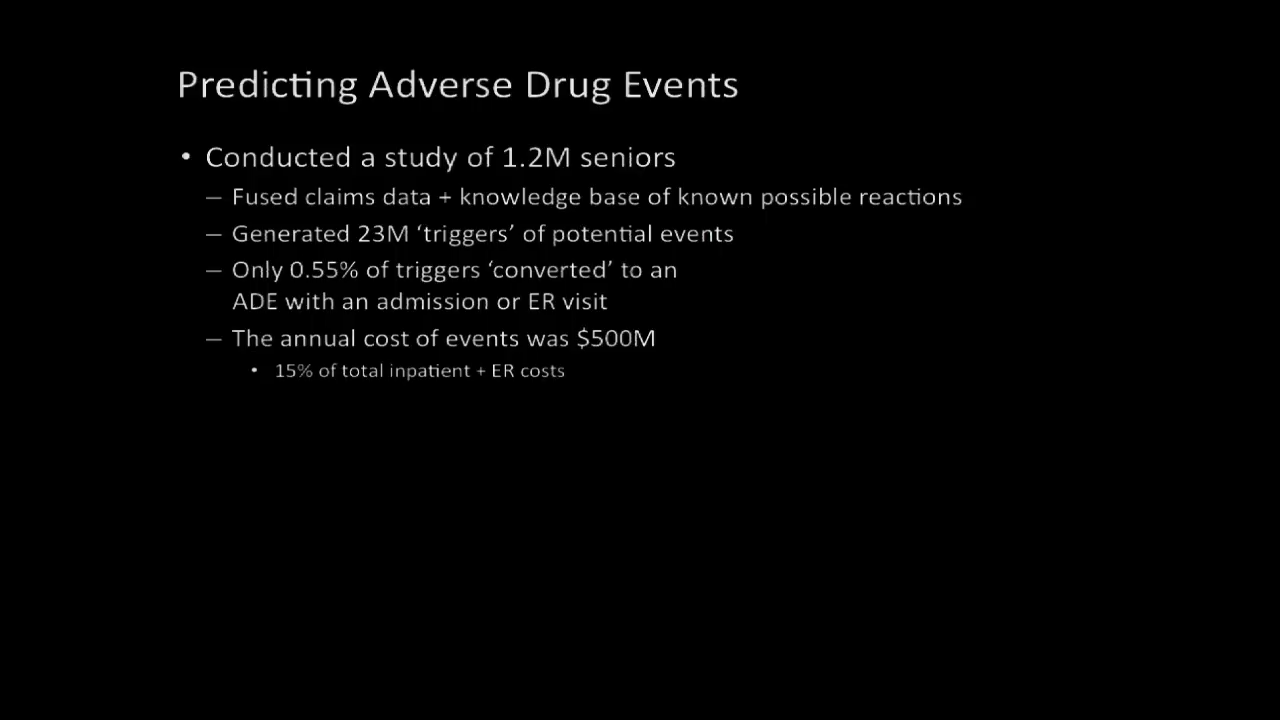 Predicting Adverse Drug Events
• Conducted a study of 1.2M seniors
– Fused claims data + knowledge base of known possible reactions
– Generated 23M ‘triggers’ of potential events
– Only 0.55% of triggers ‘converted’ to an
ADE with an admission or ER visit
– The annual cost of events was $500M
• 15% of total inpatient + ER costs